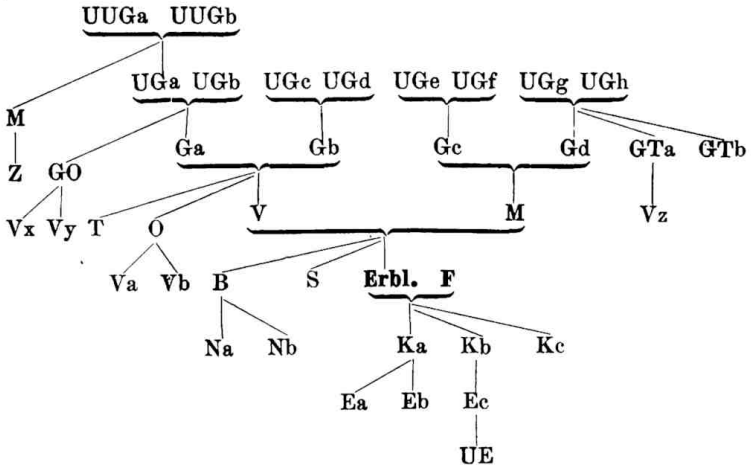 UUGa UUGb
UGa UGb UGc UGd UGe UGf UGg UGh
M
Ga Gb Gc Gd GTa GTb
Z GO
Vx Vy T O V M Vz
Va Vb B S Erbl. F
Na Nb Ka Kb Kc
Ea Eb Ec
UE